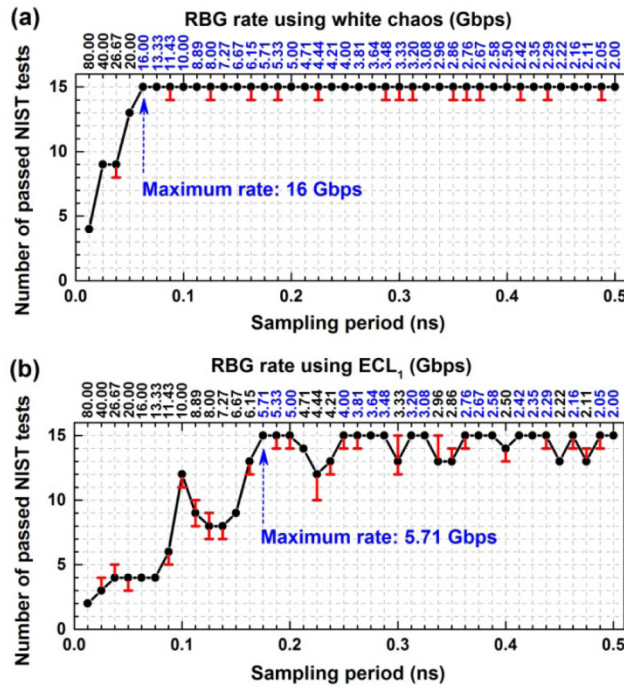 (a)
RBG rate using white chaos (Gbps)
80.00 40.00 26.67 20.00 16.00 13.33 11.43 10.00 8.89 8.00 7.27 6.67 6.15 5.71 5.33 5.00 4.71 4.44 4.21 4.00 3.81 3.64 3.48 3.33 3.20 3.08 2.96 2.86 2.76 2.67 2.58 2.50 2.42 2.35 2.29 2.22 2.16 2.11 2.05 2.00
Number of passed NIST tests
15
10
5
0
Maximum rate: 16 Gbps
0.0 0.1 0.2 0.3 0.4 0.5
Sampling period (ns)
(b)
RBG rate using ECL1 (Gbps)
80.00 40.00 26.67 20.00 16.00 13.33 11.43 10.00 8.89 8.00 7.27 6.67 6.15 5.71 5.33 5.00 4.71 4.44 4.21 4.00 3.81 3.64 3.48 3.33 3.20 3.08 2.96 2.86 2.76 2.67 2.58 2.50 2.42 2.35 2.29 2.22 2.16 2.11 2.05 2.00
Number of passed NIST tests
15
10
5
0
Maximum rate: 5.71 Gbps
0.0 0.1 0.2 0.3 0.4 0.5
Sampling period (ns)